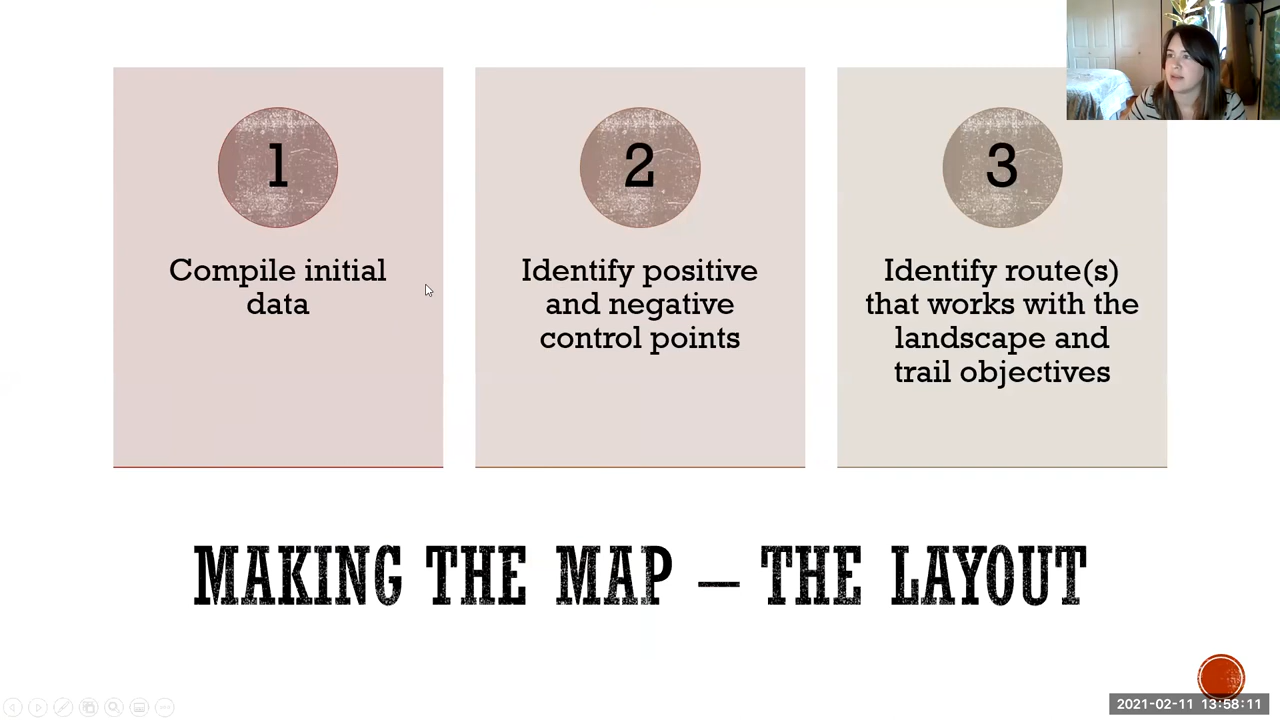 1
Compile initial
data
2
Identify positive
and negative
control points
3
Identify route(s)
that works with the
landscape and
trail objectives
MAKING THE MAP – THE LAYOUT
2021-02-11 13:58:11